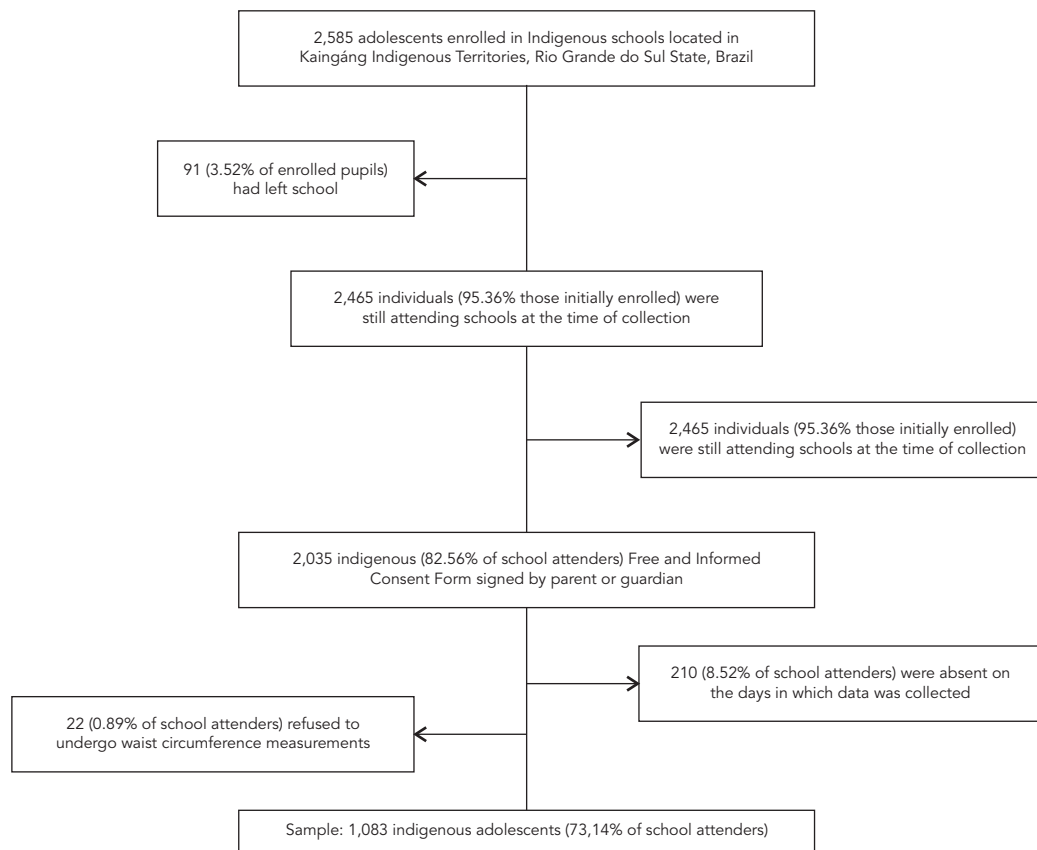 2,585 adolescents enrolled in Indigenous schools located in
Kaingáng Indigenous Territories, Rio Grande do Sul State, Brazil
91 (3.52% of enrolled pupils)
had left school
2,465 individuals (95.36% those initially enrolled) were
still attending schools at the time of collection
2,465 individuals (95.36% those initially enrolled)
were still attending schools at the time of collection
2,035 indigenous (82.56% of school attenders) Free and Informed
Consent Form signed by parent or guardian
210 (8.52% of school attenders) were absent on
the days in which data was collected
22 (0.89% of school attenders) refused to
undergo waist circumference measurements
Sample: 1,083 indigenous adolescents (73,14% of school attenders)